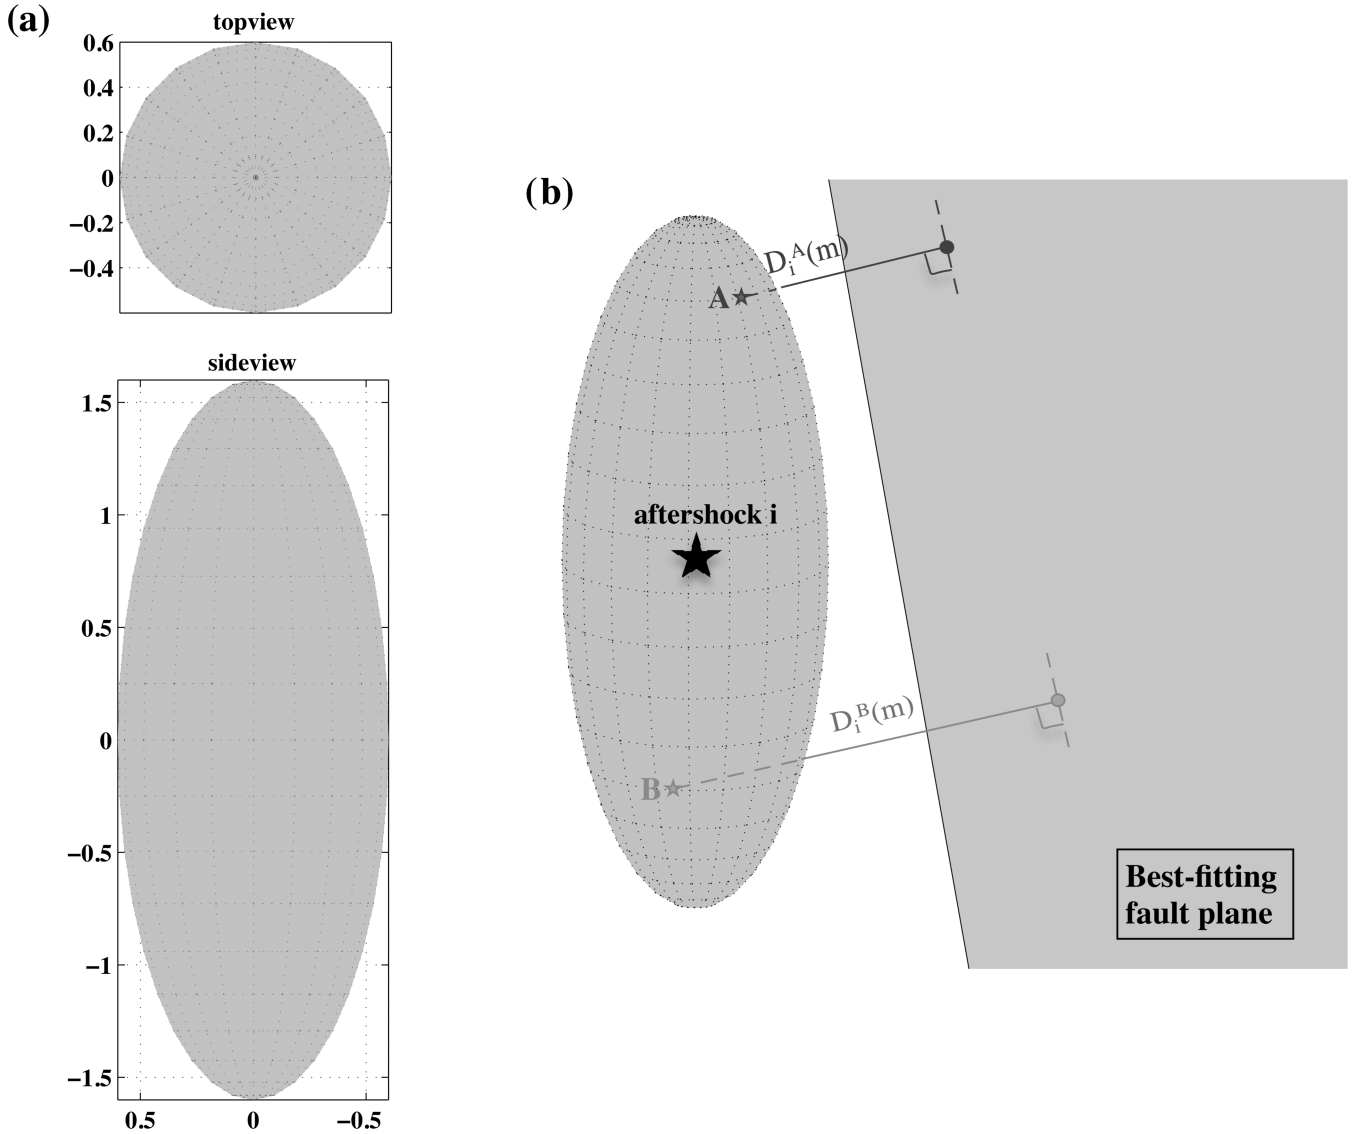 (a)
topview
0.6
0.4
0.2
0
−0.2
−0.4
sideview
1.5
1
0.5
0
−0.5
−1
−1.5
0.5 0 −0.5
(b)
D_i^A(m)
A
aftershock i
D_i^B(m)
B
Best-fitting
fault plane